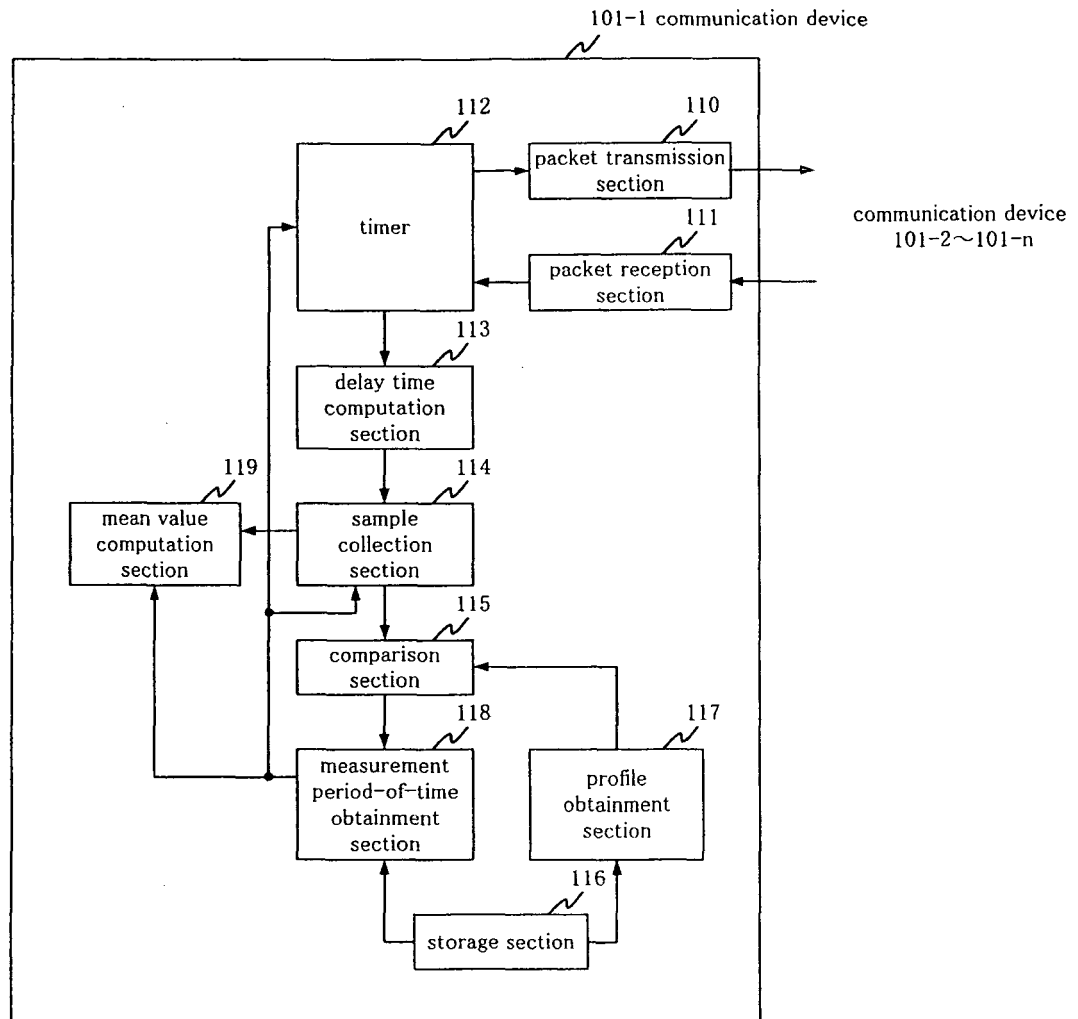 101-1 communication device
112
110
timer
packet transmission
section
111
packet reception
section
communication device
101-2～101-n
113
delay time
computation
section
119
114
mean value
computation
section
sample
collection
section
115
comparison
section
118
117
measurement
period-of-time
obtainment
section
profile
obtainment
section
116
storage section